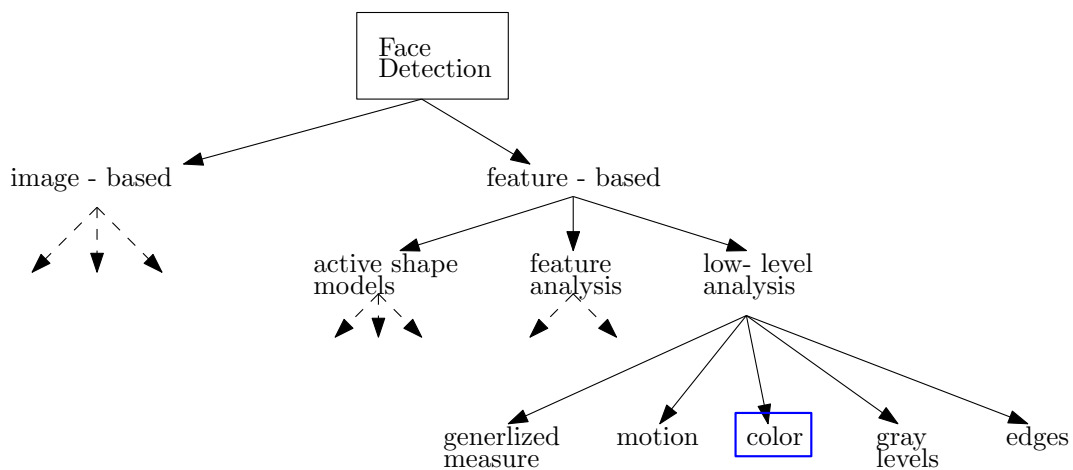 Face
Detection
image - based
feature - based
active shape
models
feature
analysis
low- level
analysis
generlized
measure
motion
color
gray
levels
edges